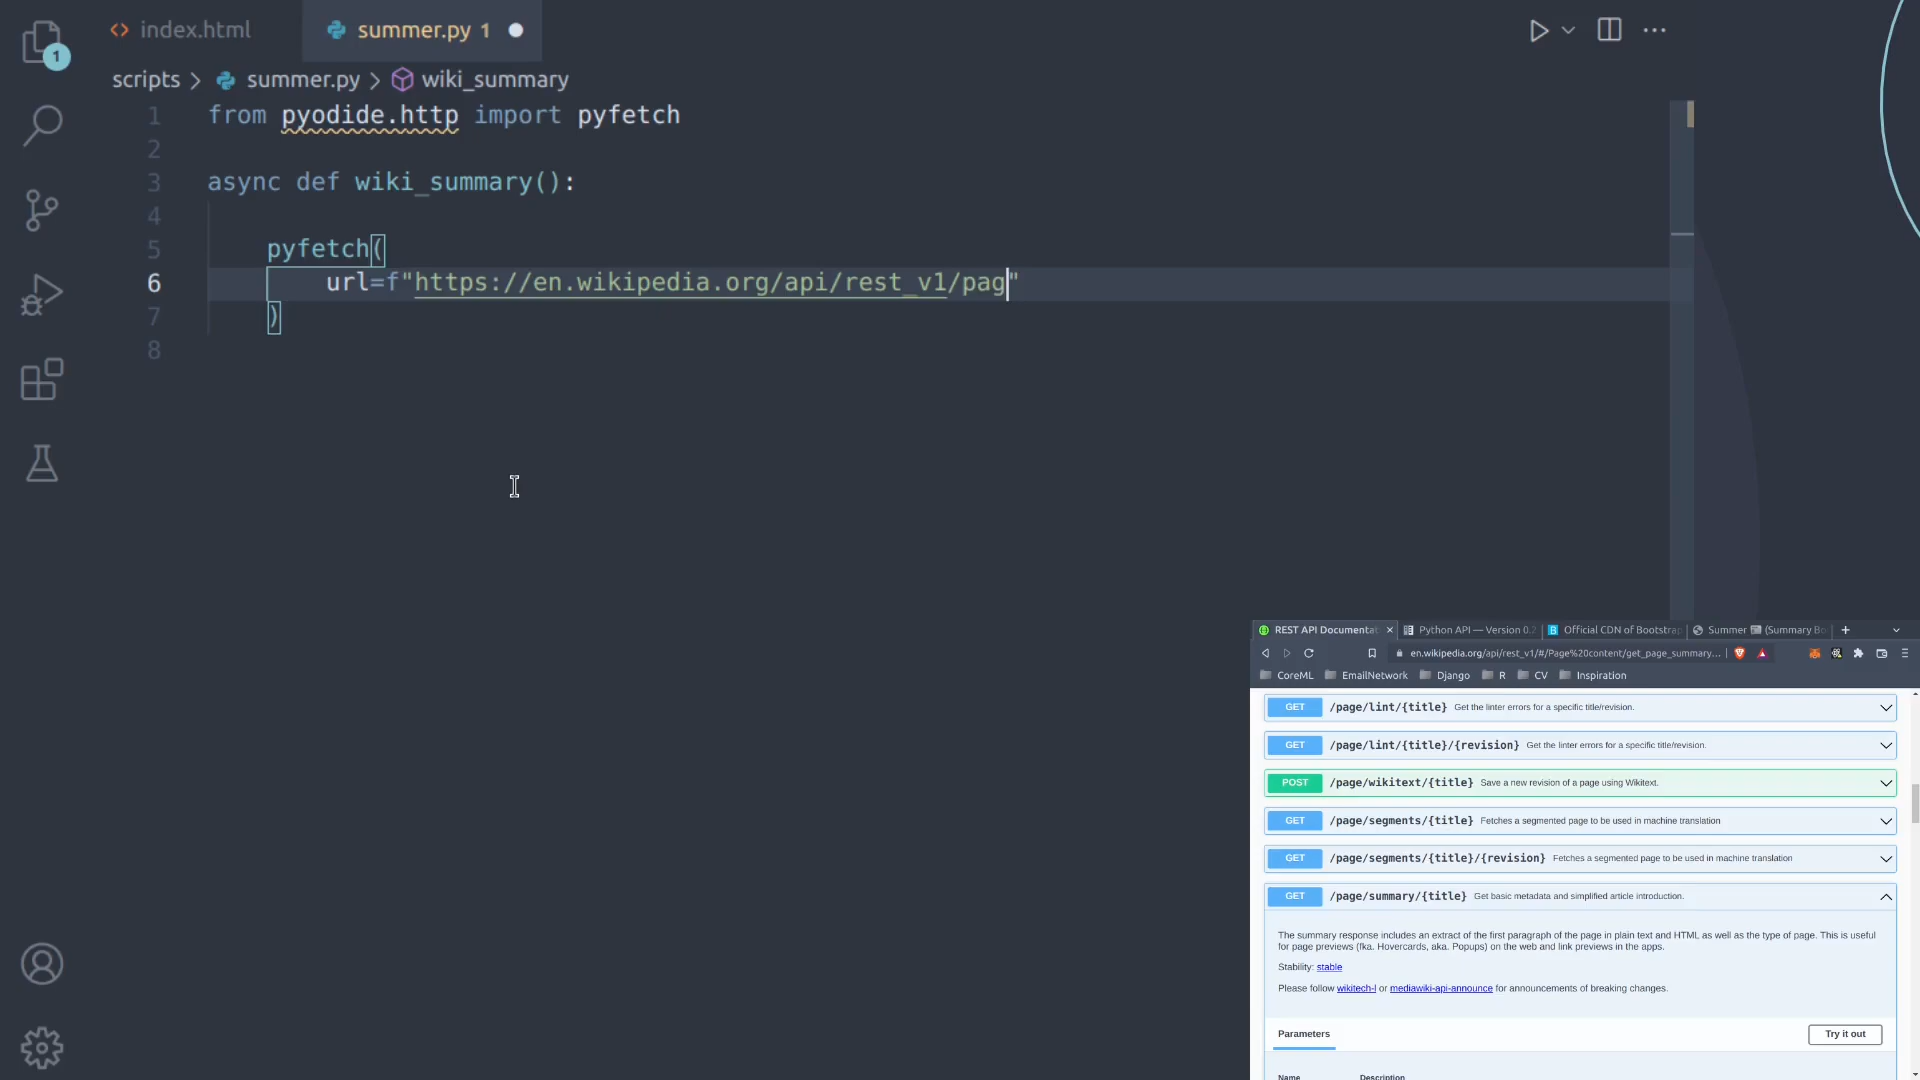 index.html
summer.py 1
1
scripts > summer.py > wiki_summary
1 from pyodide.http import pyfetch
2
3 async def wiki_summary():
4
5 pyfetch(
6 url=f"https://en.wikipedia.org/api/rest_v1/pag"
7 )
8
REST API Documenta
Python API — Version 0.2
Official CDN of Bootstrap
Summer (Summary Bo
en.wikipedia.org/api/rest_v1/#/Page%20content/get_page_summary...
CoreML EmailNetwork Django R CV Inspiration
GET /page/lint/{title} Get the linter errors for a specific title/revision.
GET /page/lint/{title}/{revision} Get the linter errors for a specific title/revision.
POST /page/wikitext/{title} Save a new revision of a page using Wikitext.
GET /page/segments/{title} Fetches a segmented page to be used in machine translation
GET /page/segments/{title}/{revision} Fetches a segmented page to be used in machine translation
GET /page/summary/{title} Get basic metadata and simplified article introduction.
The summary response includes an extract of the first paragraph of the page in plain text and HTML as well as the type of page. This is useful
for page previews (fka. Hovercards, aka. Popups) on the web and link previews in the apps.
Stability: stable
Please follow wikitech-l or mediawiki-api-announce for announcements of breaking changes.
Parameters
Try it out
Name Description